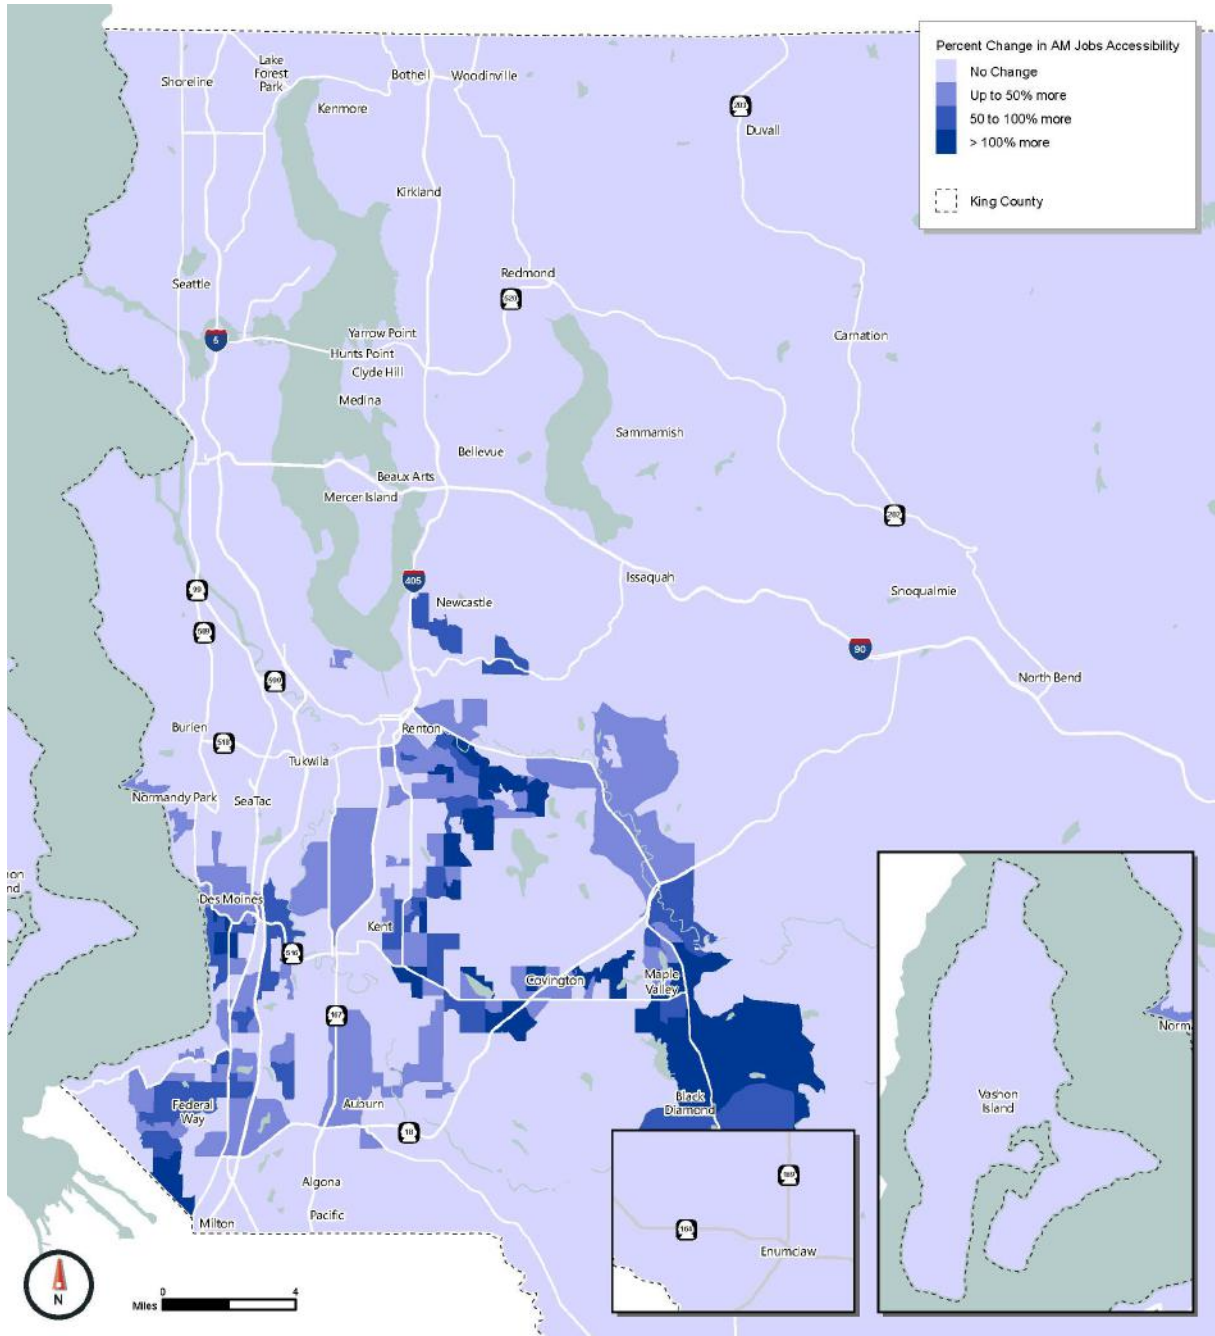 Percent Change in AM Jobs Accessibility
No Change
Up to 50% more
50 to 100% more
> 100% more
King County
Lake
Forest
Park
Shoreline
Bothell
Woodinville
Kenmore
203
Duvall
Kirkland
Redmond
Seattle
520
Yarrow Point
5
Hunts Point
Carnation
Clyde Hill
Medina
Sammamish
Bellevue
Beaux Arts
Mercer Island
202
405
Issaquah
99
Snoqualmie
Newcastle
509
90
599
North Bend
Burien
Renton
518
Tukwila
Normandy Park
SeaTac
Des Moines
Kent
516
Covington
Maple
Valley
167
Norm
Black
Diamond
Vashon
Island
Federal
Way
Auburn
18
169
Algona
Pacific
Milton
164
Enumclaw
N
0
4
Miles